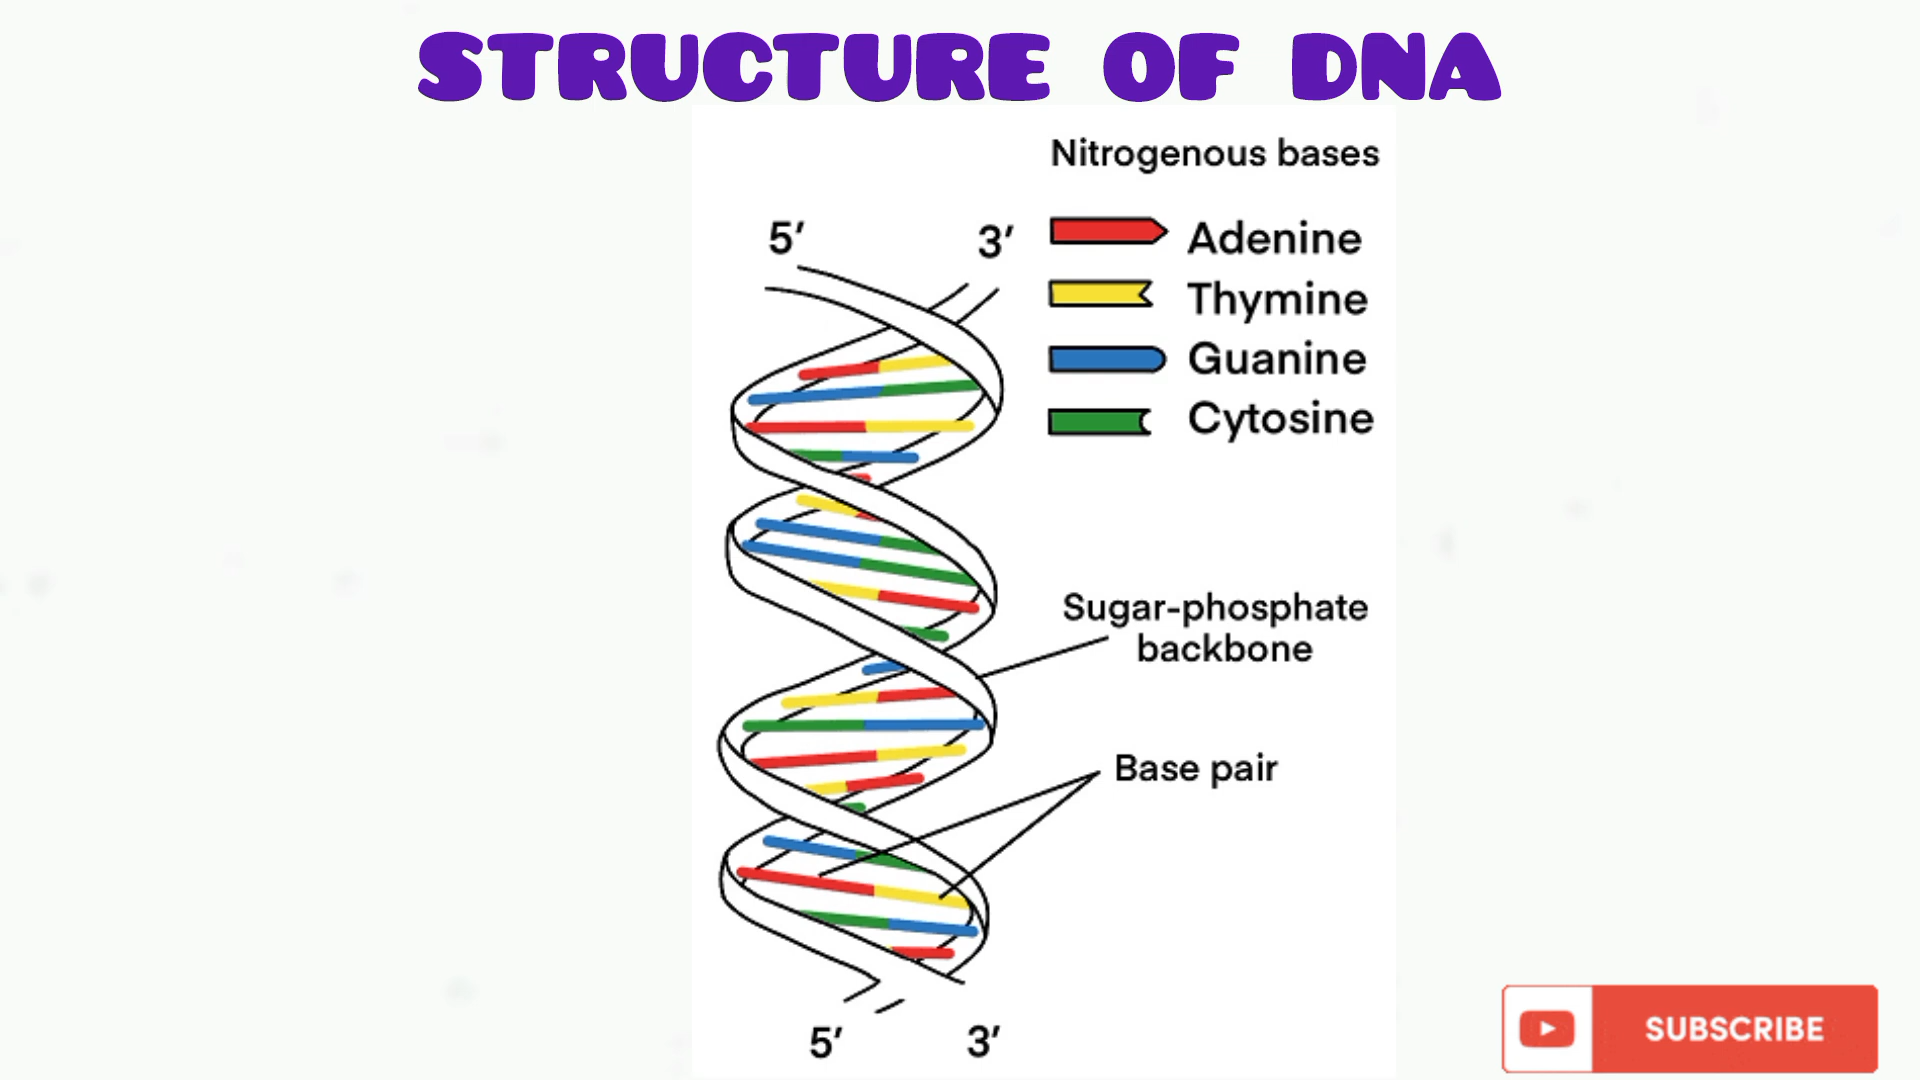 STRUCTURE OF DNA
Nitrogenous bases
5′
3′
Adenine
Thymine
Guanine
Cytosine
Sugar-phosphate
backbone
Base pair
5′
3′
SUBSCRIBE